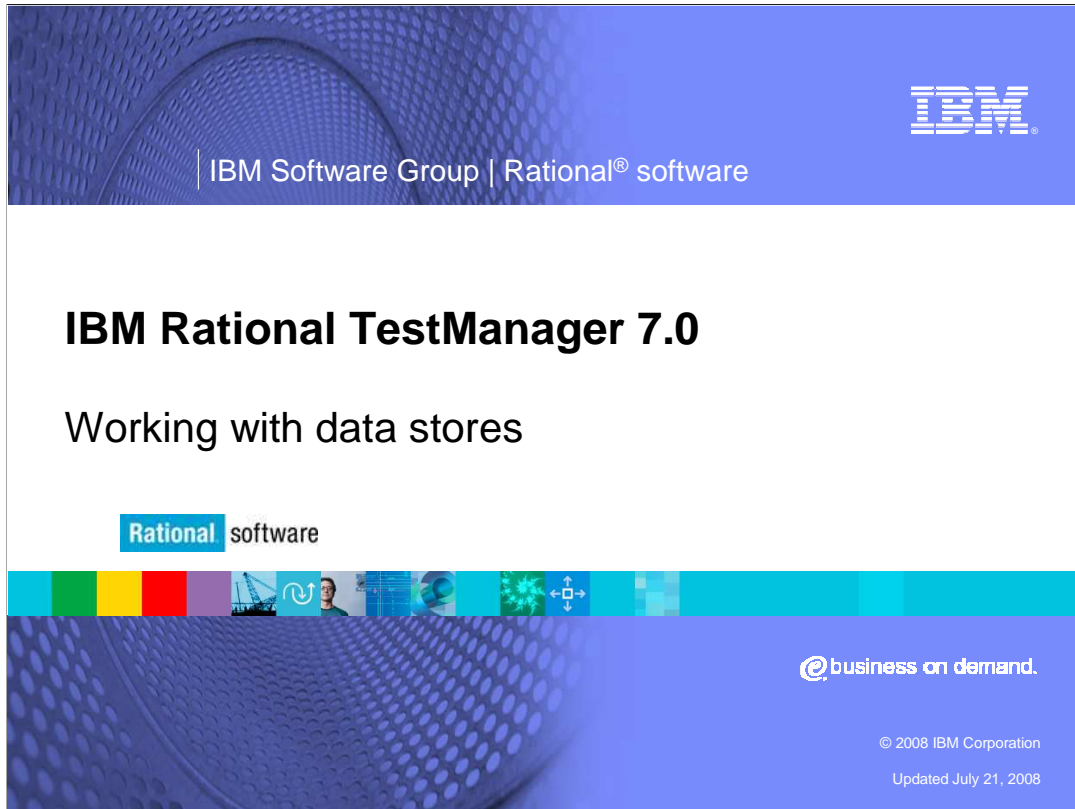 IBM®
IBM Software Group | Rational® software
IBM Rational TestManager 7.0
Working with data stores
Rational software
e business on demand.
© 2008 IBM Corporation
Updated July 21, 2008